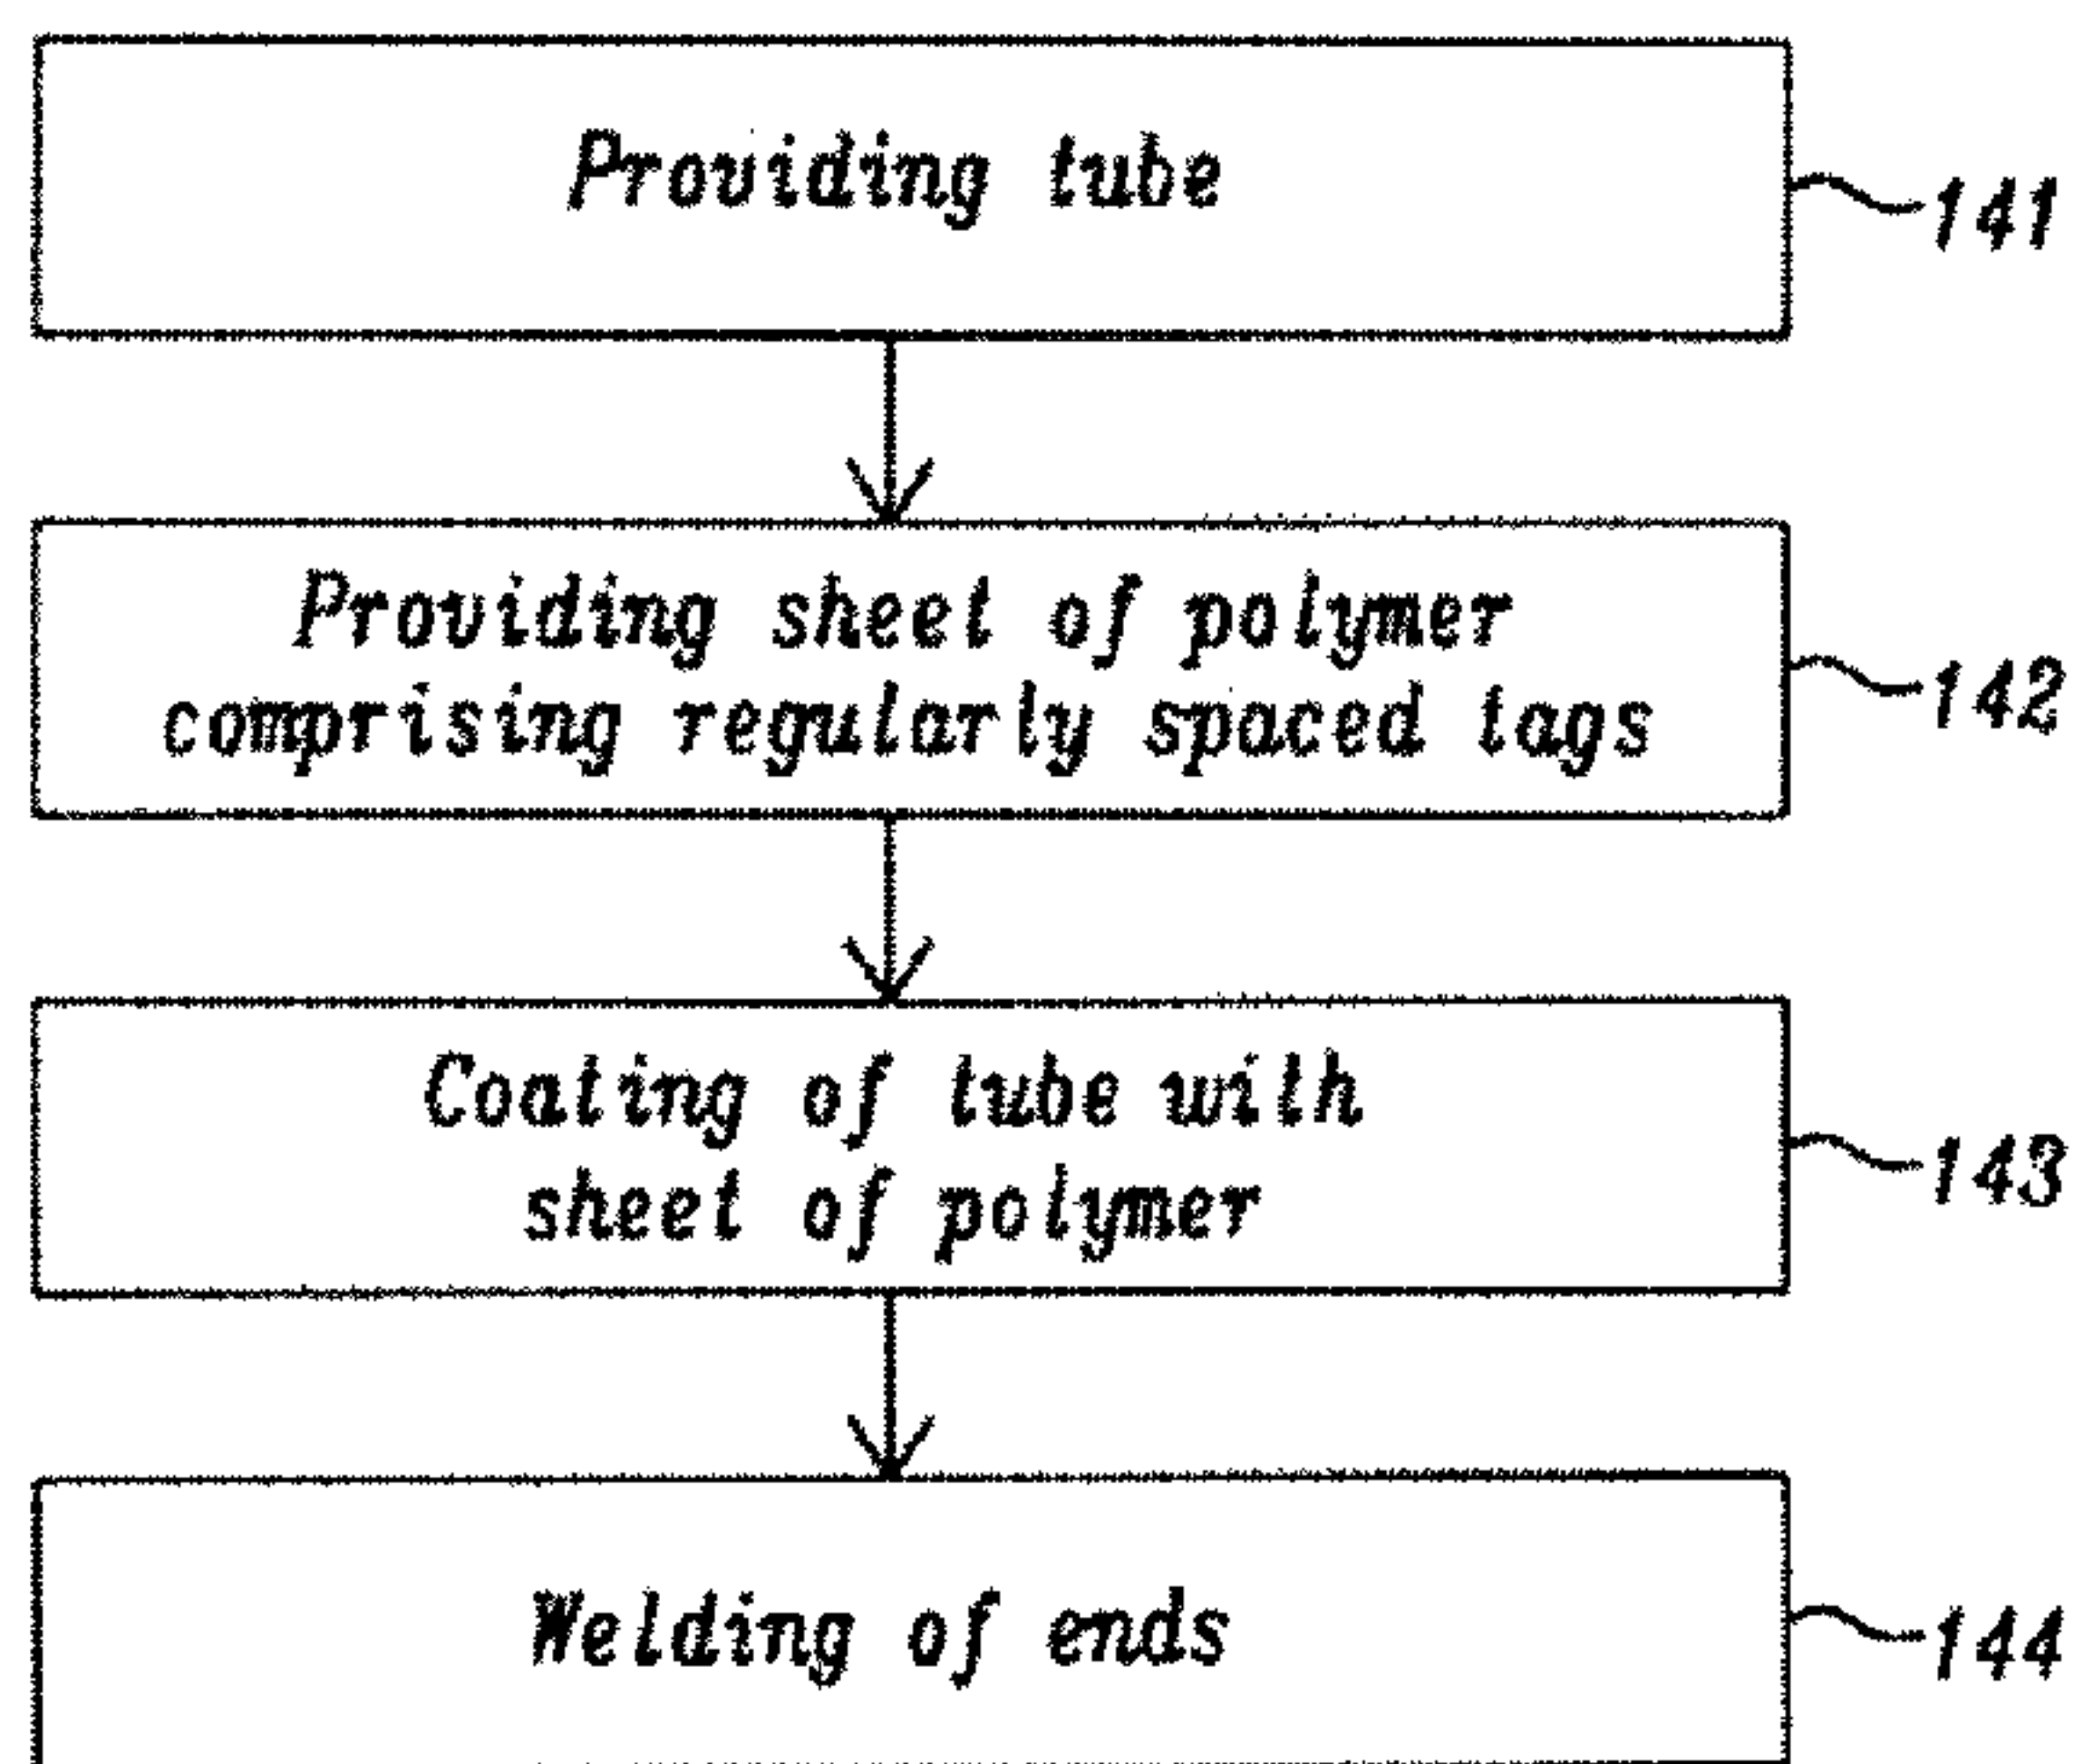 Providing tube
141
Providing sheet of polymer
comprising regularly spaced tags
142
Coating of tube with
sheet of polymer
143
Welding of ends
144